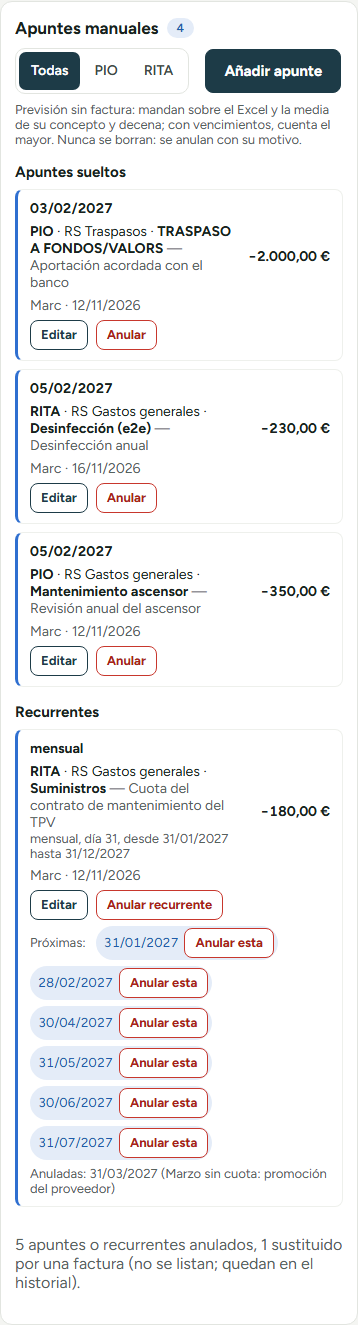 Apuntes manuales 4
Todas PIO RITA Añadir apunte
Previsión sin factura: mandan sobre el Excel y la media
de su concepto y decena; con vencimientos, cuenta el
mayor. Nunca se borran: se anulan con su motivo.
Apuntes sueltos
03/02/2027
PIO · RS Traspasos · TRASPASO
A FONDOS/VALORS —
Aportación acordada con el
banco
−2.000,00 €
Marc · 12/11/2026
Editar Anular
05/02/2027
RITA · RS Gastos generales ·
Desinfección (e2e) —
Desinfección anual
−230,00 €
Marc · 16/11/2026
Editar Anular
05/02/2027
PIO · RS Gastos generales ·
Mantenimiento ascensor —
Revisión anual del ascensor
−350,00 €
Marc · 12/11/2026
Editar Anular
Recurrentes
mensual
RITA · RS Gastos generales ·
Suministros — Cuota del
contrato de mantenimiento del
TPV
mensual, día 31, desde 31/01/2027
hasta 31/12/2027
−180,00 €
Marc · 12/11/2026
Editar Anular recurrente
Próximas: 31/01/2027 Anular esta
28/02/2027 Anular esta
30/04/2027 Anular esta
31/05/2027 Anular esta
30/06/2027 Anular esta
31/07/2027 Anular esta
Anuladas: 31/03/2027 (Marzo sin cuota: promoción
del proveedor)
5 apuntes o recurrentes anulados, 1 sustituido
por una factura (no se listan; quedan en el
historial).